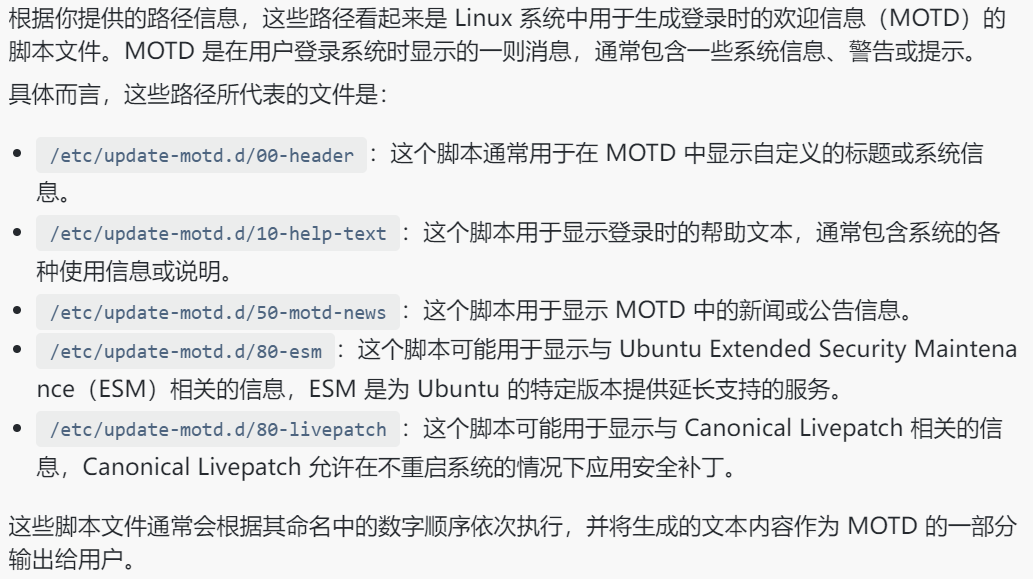 根据你提供的路径信息，这些路径看起来是 Linux 系统中用于生成登录时的欢迎信息（MOTD）的
脚本文件。MOTD 是在用户登录系统时显示的一则消息，通常包含一些系统信息、警告或提示。
具体而言，这些路径所代表的文件是：
• /etc/update-motd.d/00-header ：这个脚本通常用于在 MOTD 中显示自定义的标题或系统信
息。
• /etc/update-motd.d/10-help-text ：这个脚本用于显示登录时的帮助文本，通常包含系统的各
种使用信息或说明。
• /etc/update-motd.d/50-motd-news ：这个脚本用于显示 MOTD 中的新闻或公告信息。
• /etc/update-motd.d/80-esm ：这个脚本可能用于显示与 Ubuntu Extended Security Maintena
nce（ESM）相关的信息，ESM 是为 Ubuntu 的特定版本提供延长支持的服务。
• /etc/update-motd.d/80-livepatch ：这个脚本可能用于显示与 Canonical Livepatch 相关的信
息，Canonical Livepatch 允许在不重启系统的情况下应用安全补丁。
这些脚本文件通常会根据其命名中的数字顺序依次执行，并将生成的文本内容作为 MOTD 的一部分
输出给用户。